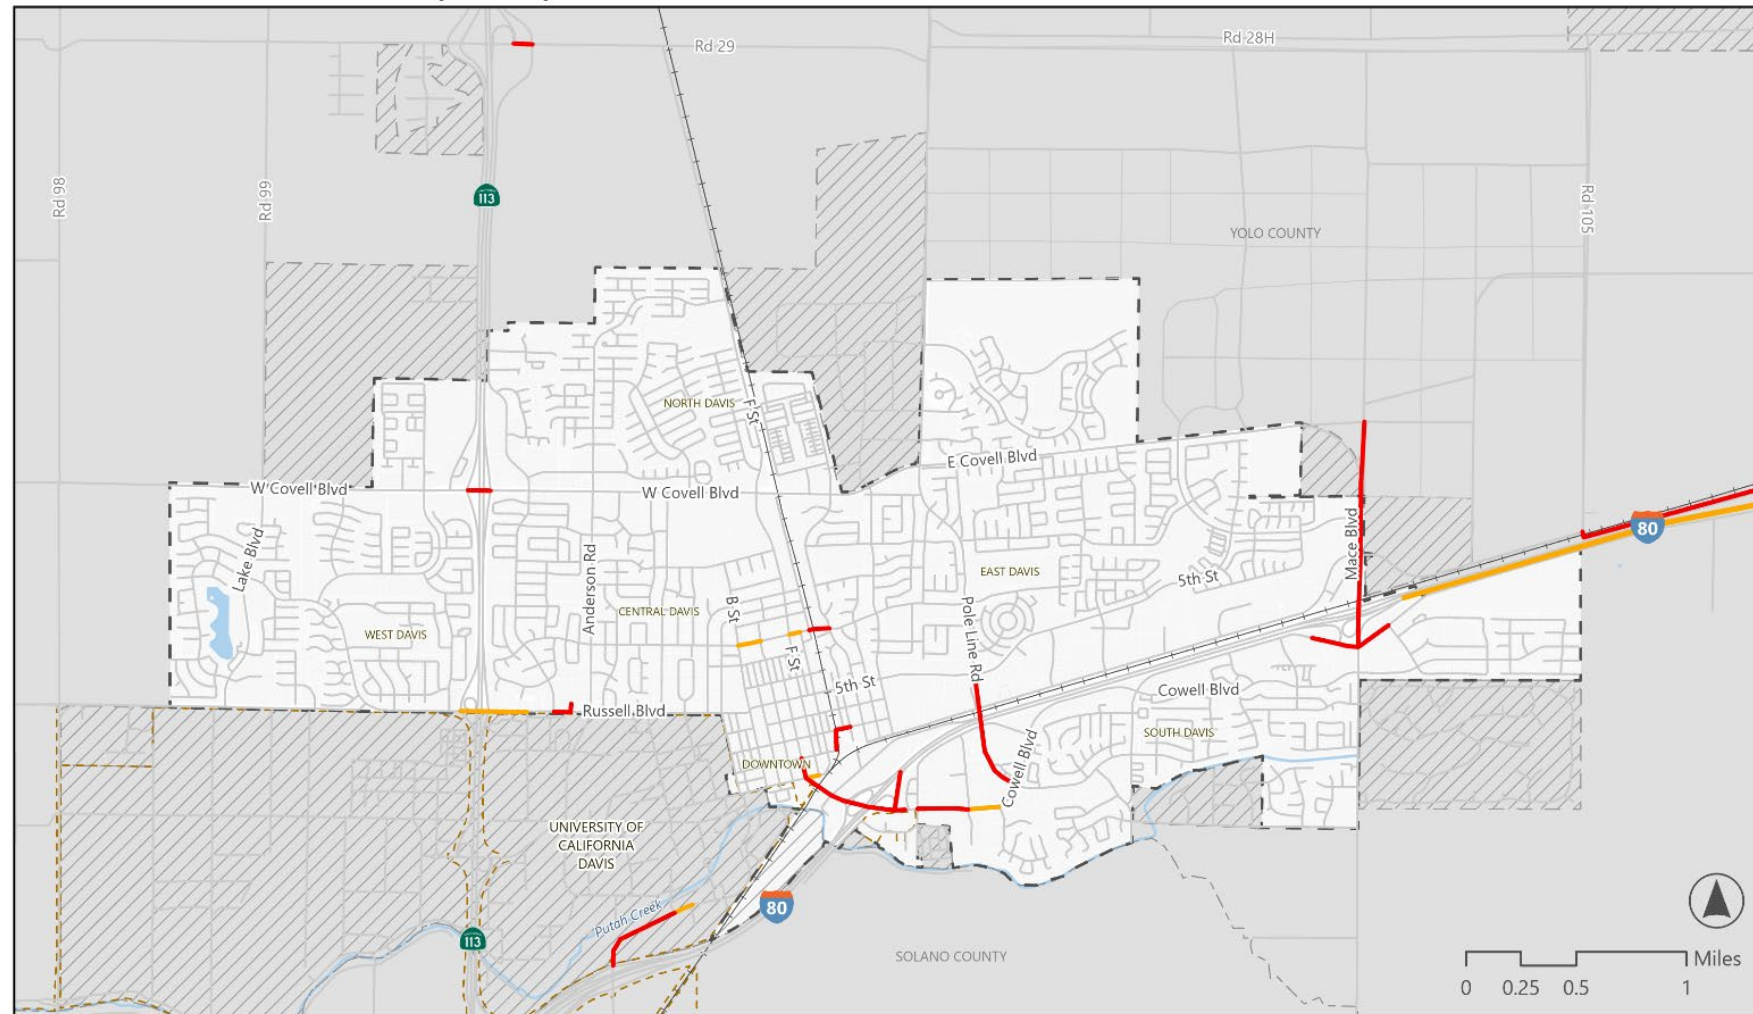 Rd 29
Rd 28H
Rd 98
Rd 99
113
Rd 105
YOLO COUNTY
NORTH DAVIS
F St
E Covell Blvd
W Covell Blvd
W Covell Blvd
Lake Blvd
Anderson Rd
Mace Blvd
80
EAST DAVIS
5th St
B St
CENTRAL DAVIS
WEST DAVIS
Pole Line Rd
F St
5th St
Cowell Blvd
Russell Blvd
SOUTH DAVIS
DOWNTOWN
Cowell Blvd
UNIVERSITY OF
CALIFORNIA
DAVIS
80
Putah Creek
113
SOLANO COUNTY
Miles
0 0.25 0.5 1